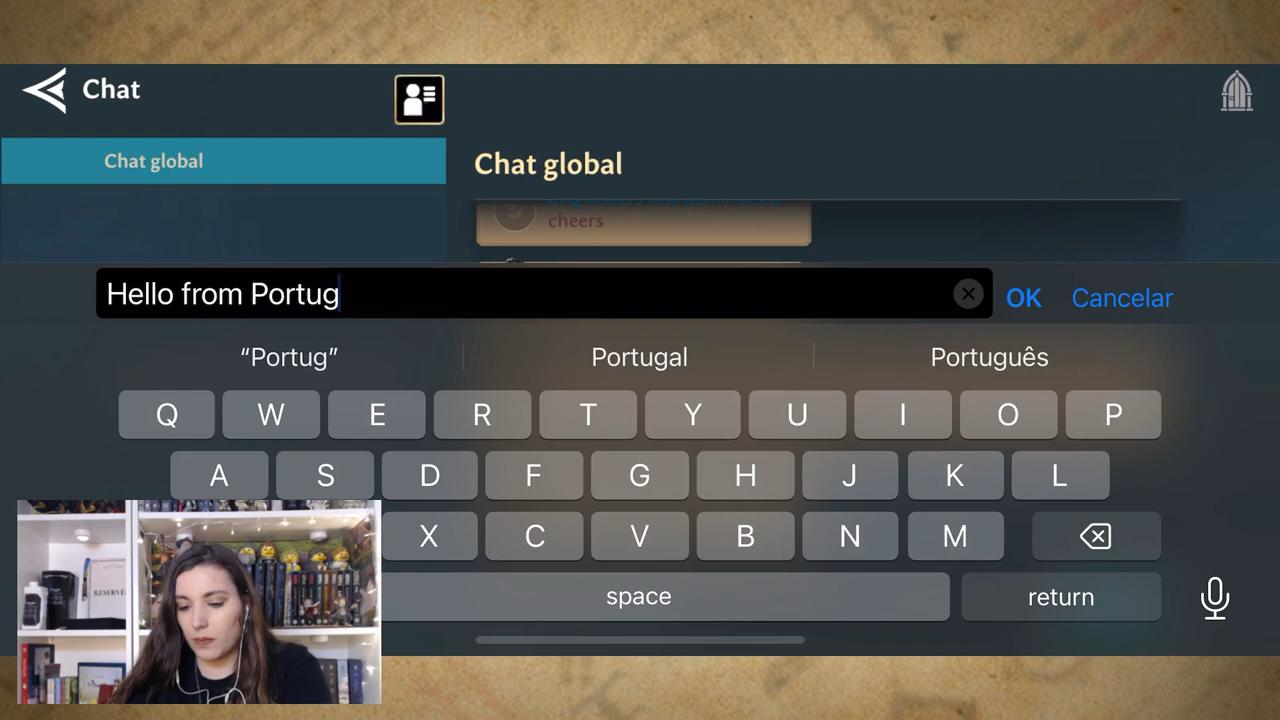 Chat
Chat global
Chat global
cheers
Hello from Portug
OK
Cancelar
“Portug”
Portugal
Português
Q W E R T Y U I O P
A S D F G H J K L
X C V B N M
space
return
RESERVE